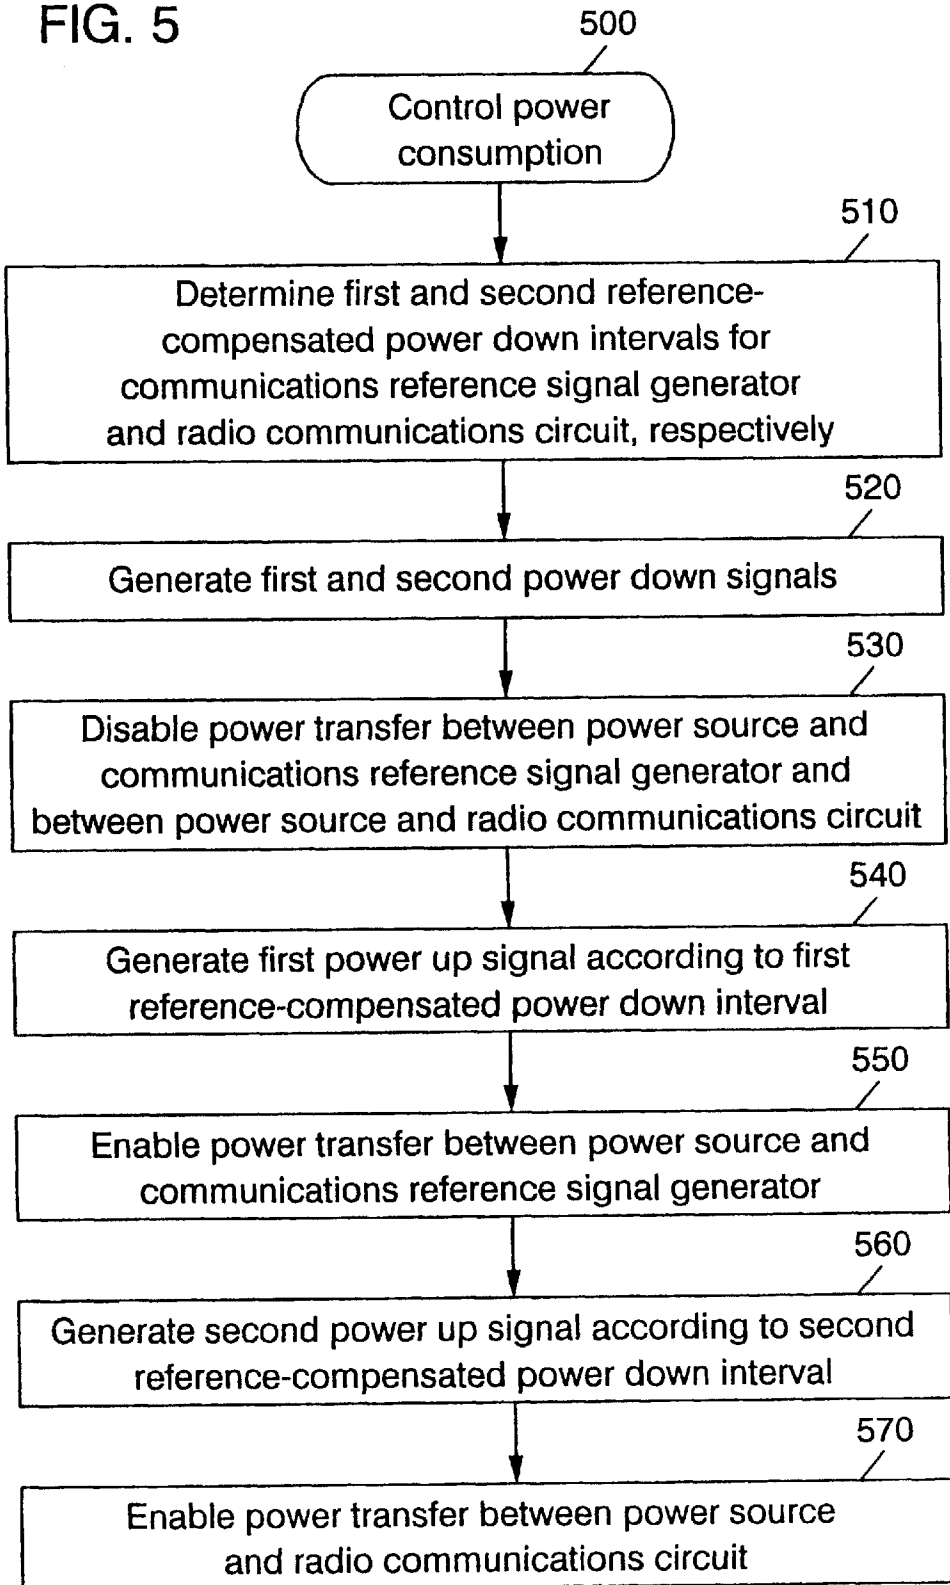 FIG. 5
500
Control power
consumption
510
Determine first and second reference-
compensated power down intervals for
communications reference signal generator
and radio communications circuit, respectively
520
Generate first and second power down signals
530
Disable power transfer between power source and
communications reference signal generator and
between power source and radio communications circuit
540
Generate first power up signal according to first
reference-compensated power down interval
550
Enable power transfer between power source and
communications reference signal generator
560
Generate second power up signal according to second
reference-compensated power down interval
570
Enable power transfer between power source
and radio communications circuit